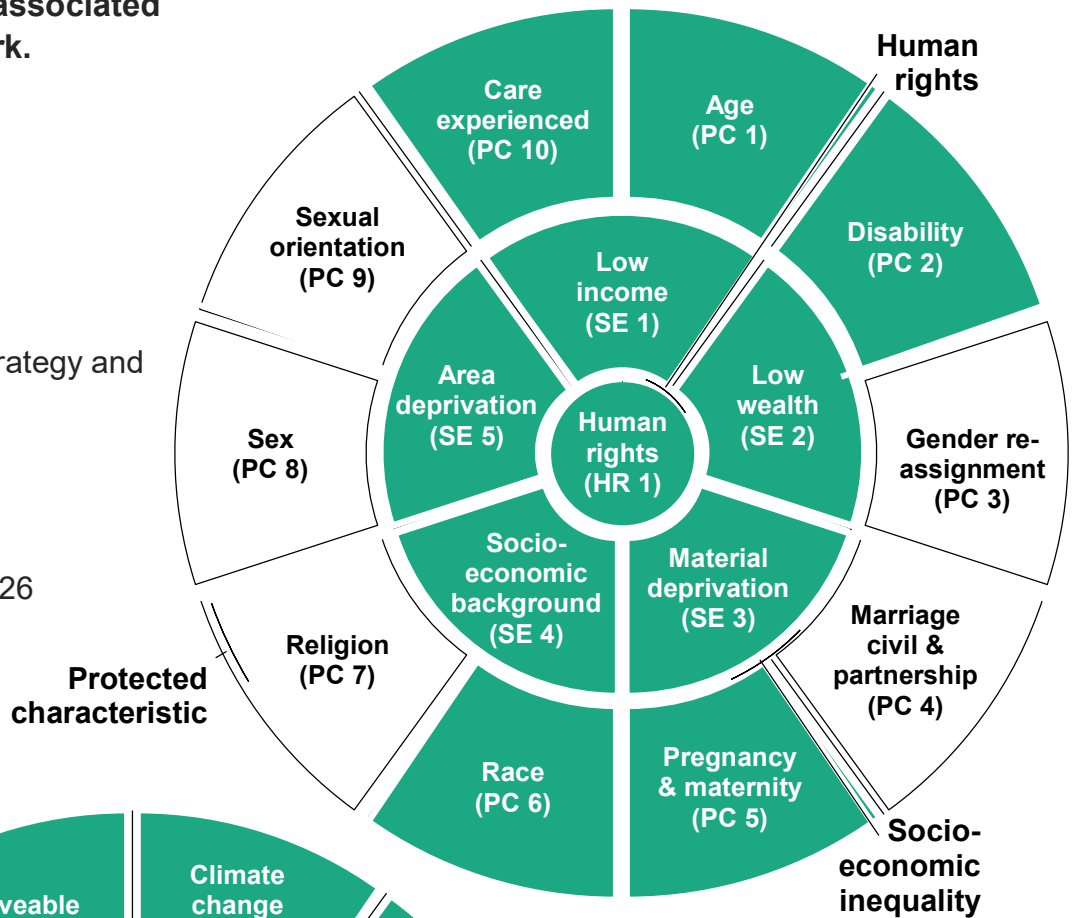 associated
rk.
Human
rights
Care
experienced
(PC 10)
Age
(PC 1)
Sexual
orientation
(PC 9)
Disability
(PC 2)
Low
income
(SE 1)
rategy and
Area
deprivation
(SE 5)
Low
wealth
(SE 2)
Human
rights
(HR 1)
Sex
(PC 8)
Gender re-
assignment
(PC 3)
Socio-
economic
background
(SE 4)
Material
deprivation
(SE 3)
26
Religion
(PC 7)
Marriage
civil &
partnership
(PC 4)
Protected
characteristic
Race
(PC 6)
Pregnancy
& maternity
(PC 5)
Socio-
economic
inequality
veable
Climate
change